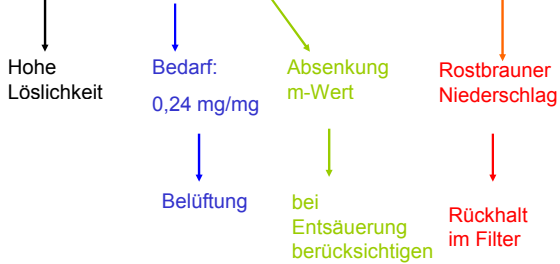 Hohe
Löslichkeit
Bedarf:
0,24 mg/mg
Absenkung
m-Wert
Rostbrauner
Niederschlag
Belüftung
bei
Entsäuerung
berücksichtigen
Rückhalt
im Filter